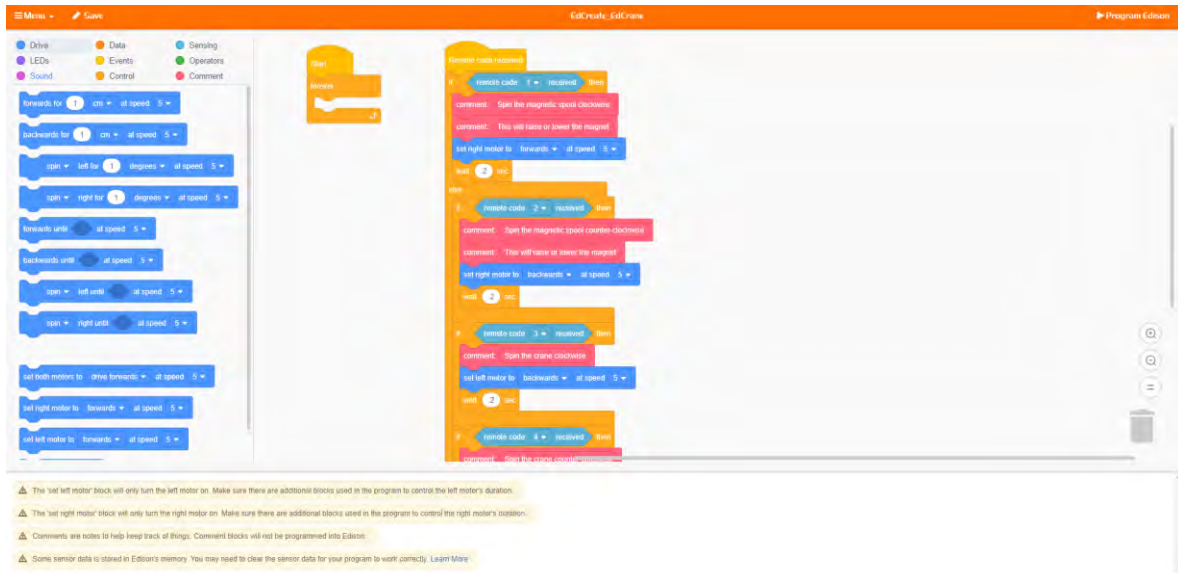 Menu Save EdCreate_EdCrane Program Edison
Drive Data Sensing
LEDs Events Operators
Sound Control Comment
forwards for 1 cm at speed 5
backwards for 1 cm at speed 5
spin left for 1 degrees at speed 5
spin right for 1 degrees at speed 5
forwards until at speed 5
backwards until at speed 5
spin left until at speed 5
spin right until at speed 5
set both motors to drive forwards at speed 5
set right motor to forwards at speed 5
set left motor to forwards at speed 5
Start
forever
Remote code received
if remote code 1 received then
comment: Spin the magnetic spool clockwise
comment: This will raise or lower the magnet
set right motor to forwards at speed 5
wait 2 sec
else
if remote code 2 received then
comment: Spin the magnetic spool counter-clockwise
comment: This will raise or lower the magnet
set right motor to backwards at speed 5
wait 2 sec
if remote code 3 received then
comment: Spin the crane clockwise
set left motor to backwards at speed 5
wait 2 sec
if remote code 4 received then
comment: Spin the crane
The 'set left motor' block will only turn the left motor on. Make sure there are additional blocks used in the program to control the left motor's duration.
The 'set right motor' block will only turn the right motor on. Make sure there are additional blocks used in the program to control the right motor's duration.
Comments are notes to help keep track of things. Comment blocks will not be programmed into Edison.
Some sensor data is stored in Edison's memory. You may need to clear the sensor data for your program to work correctly. Learn More